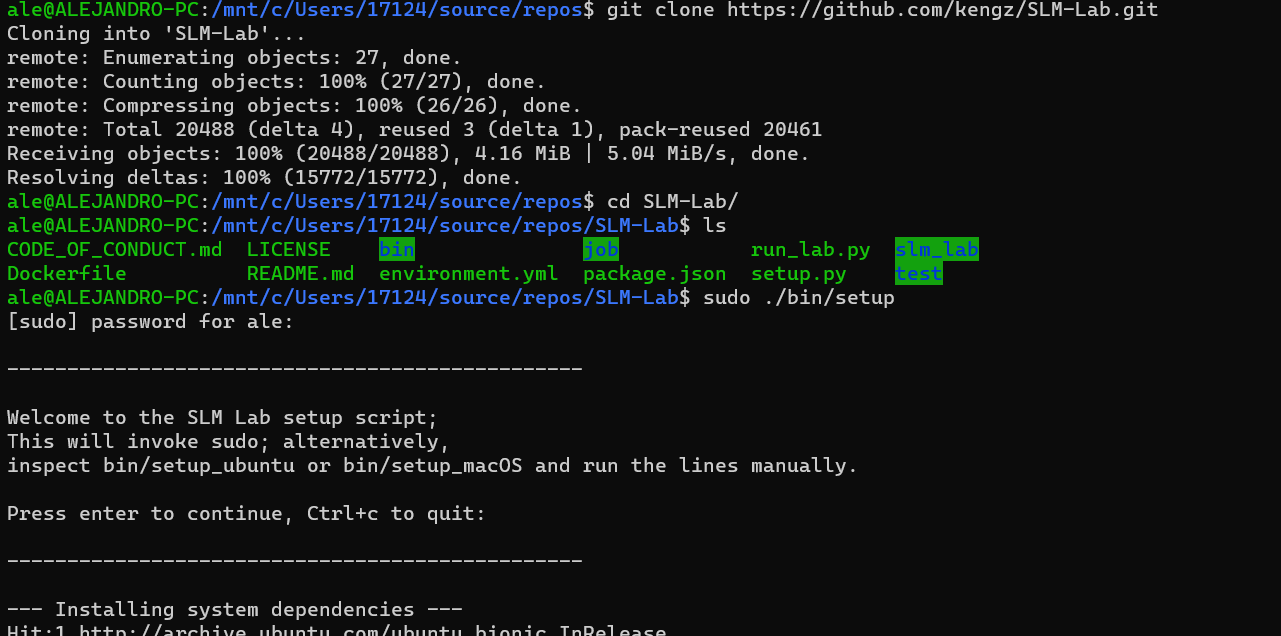 ale@ALEJANDRO-PC:/mnt/c/Users/17124/source/repos$ git clone https://github.com/kengz/SLM-Lab.git
Cloning into 'SLM-Lab'...
remote: Enumerating objects: 27, done.
remote: Counting objects: 100% (27/27), done.
remote: Compressing objects: 100% (26/26), done.
remote: Total 20488 (delta 4), reused 3 (delta 1), pack-reused 20461
Receiving objects: 100% (20488/20488), 4.16 MiB | 5.04 MiB/s, done.
Resolving deltas: 100% (15772/15772), done.
ale@ALEJANDRO-PC:/mnt/c/Users/17124/source/repos$ cd SLM-Lab/
ale@ALEJANDRO-PC:/mnt/c/Users/17124/source/repos/SLM-Lab$ ls
CODE_OF_CONDUCT.md  LICENSE    bin              job           run_lab.py  slm_lab
Dockerfile          README.md  environment.yml  package.json  setup.py    test
ale@ALEJANDRO-PC:/mnt/c/Users/17124/source/repos/SLM-Lab$ sudo ./bin/setup
[sudo] password for ale:
------------------------------------------------
Welcome to the SLM Lab setup script;
This will invoke sudo; alternatively,
inspect bin/setup_ubuntu or bin/setup_macOS and run the lines manually.
Press enter to continue, Ctrl+c to quit:
------------------------------------------------
--- Installing system dependencies ---
Hit:1 http://archive.ubuntu.com/ubuntu bionic InRelease